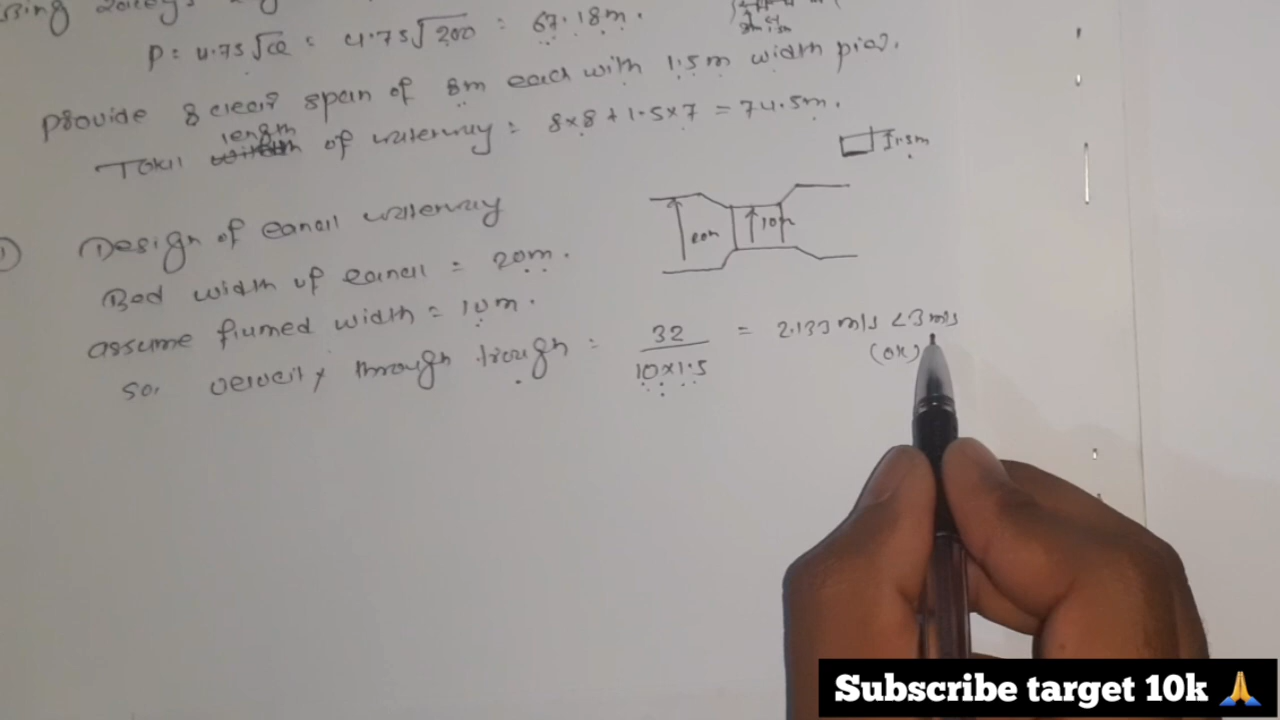 P = 4.75√Q = 4.75√200 = 67.18m.
Provide 8 clear span of 8m each with 1.5m width pier.
length
Total of waterway = 8×8 + 1.5×7 = 74.5m.
1.5m
① Design of canal waterway
20m 10m
Bed width of canal = 20m.
assume flumed width = 10m.
So, velocity through trough = 32 / 10×1.5 = 2.133 m/s < 3 m/s
(OK)
Subscribe target 10k 🙏